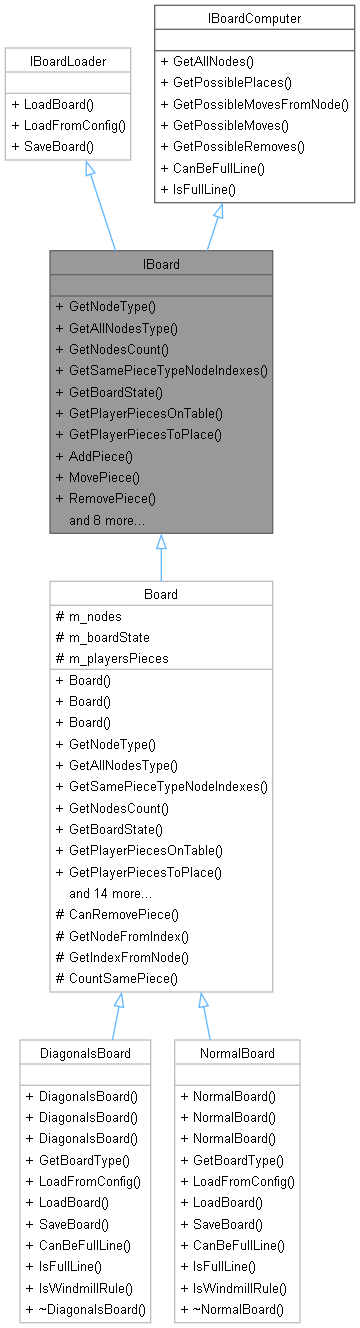 IBoardComputer
+ GetAllNodes()
+ GetPossiblePlaces()
+ GetPossibleMovesFromNode()
+ GetPossibleMoves()
+ GetPossibleRemoves()
+ CanBeFullLine()
+ IsFullLine()
IBoardLoader
+ LoadBoard()
+ LoadFromConfig()
+ SaveBoard()
IBoard
+ GetNodeType()
+ GetAllNodesType()
+ GetNodesCount()
+ GetSamePieceTypeNodeIndexes()
+ GetBoardState()
+ GetPlayerPiecesOnTable()
+ GetPlayerPiecesToPlace()
+ AddPiece()
+ MovePiece()
+ RemovePiece()
and 8 more...
Board
# m_nodes
# m_boardState
# m_playersPieces
+ Board()
+ Board()
+ Board()
+ GetNodeType()
+ GetAllNodesType()
+ GetSamePieceTypeNodeIndexes()
+ GetNodesCount()
+ GetBoardState()
+ GetPlayerPiecesOnTable()
+ GetPlayerPiecesToPlace()
and 14 more...
# CanRemovePiece()
# GetNodeFromIndex()
# GetIndexFromNode()
# CountSamePiece()
DiagonalsBoard
+ DiagonalsBoard()
+ DiagonalsBoard()
+ DiagonalsBoard()
+ GetBoardType()
+ LoadFromConfig()
+ LoadBoard()
+ SaveBoard()
+ CanBeFullLine()
+ IsFullLine()
+ IsWindmillRule()
+ ~DiagonalsBoard()
NormalBoard
+ NormalBoard()
+ NormalBoard()
+ NormalBoard()
+ GetBoardType()
+ LoadFromConfig()
+ LoadBoard()
+ SaveBoard()
+ CanBeFullLine()
+ IsFullLine()
+ IsWindmillRule()
+ ~NormalBoard()